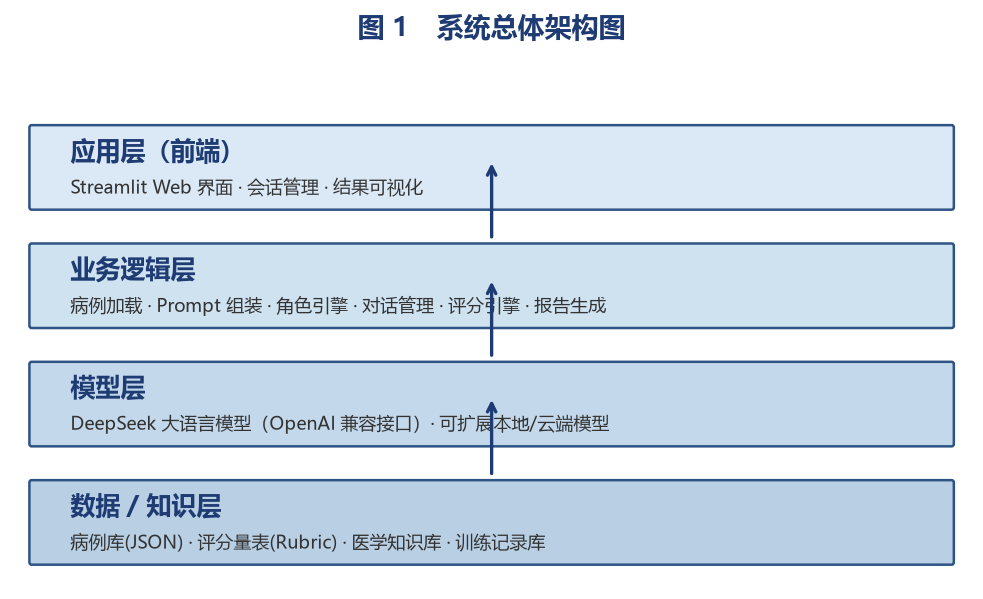 图 1　系统总体架构图
应用层（前端）
Streamlit Web 界面 · 会话管理 · 结果可视化
业务逻辑层
病例加载 · Prompt 组装 · 角色引擎 · 对话管理 · 评分引擎 · 报告生成
模型层
DeepSeek 大语言模型（OpenAI 兼容接口）· 可扩展本地/云端模型
数据 / 知识层
病例库(JSON) · 评分量表(Rubric) · 医学知识库 · 训练记录库